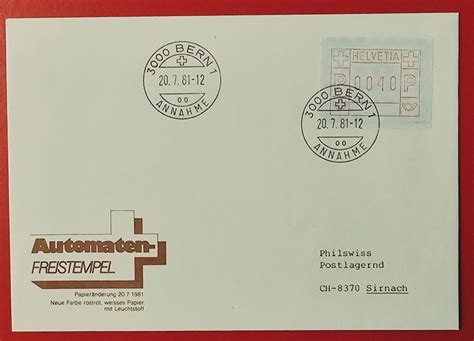 3000 BERN 1
20.7.81-12
00
ANNAHME
HELVETIA
P 0040 P
3000 BERN 1
20.7.81-12
00
ANNAHME
Automaten-
FREISTEMPEL
Papieränderung 20.7.1981
Neue Farbe rostrot, weisses Papier
mit Leuchtstoff
Philswiss
Postlagernd
CH-8370 Sirnach